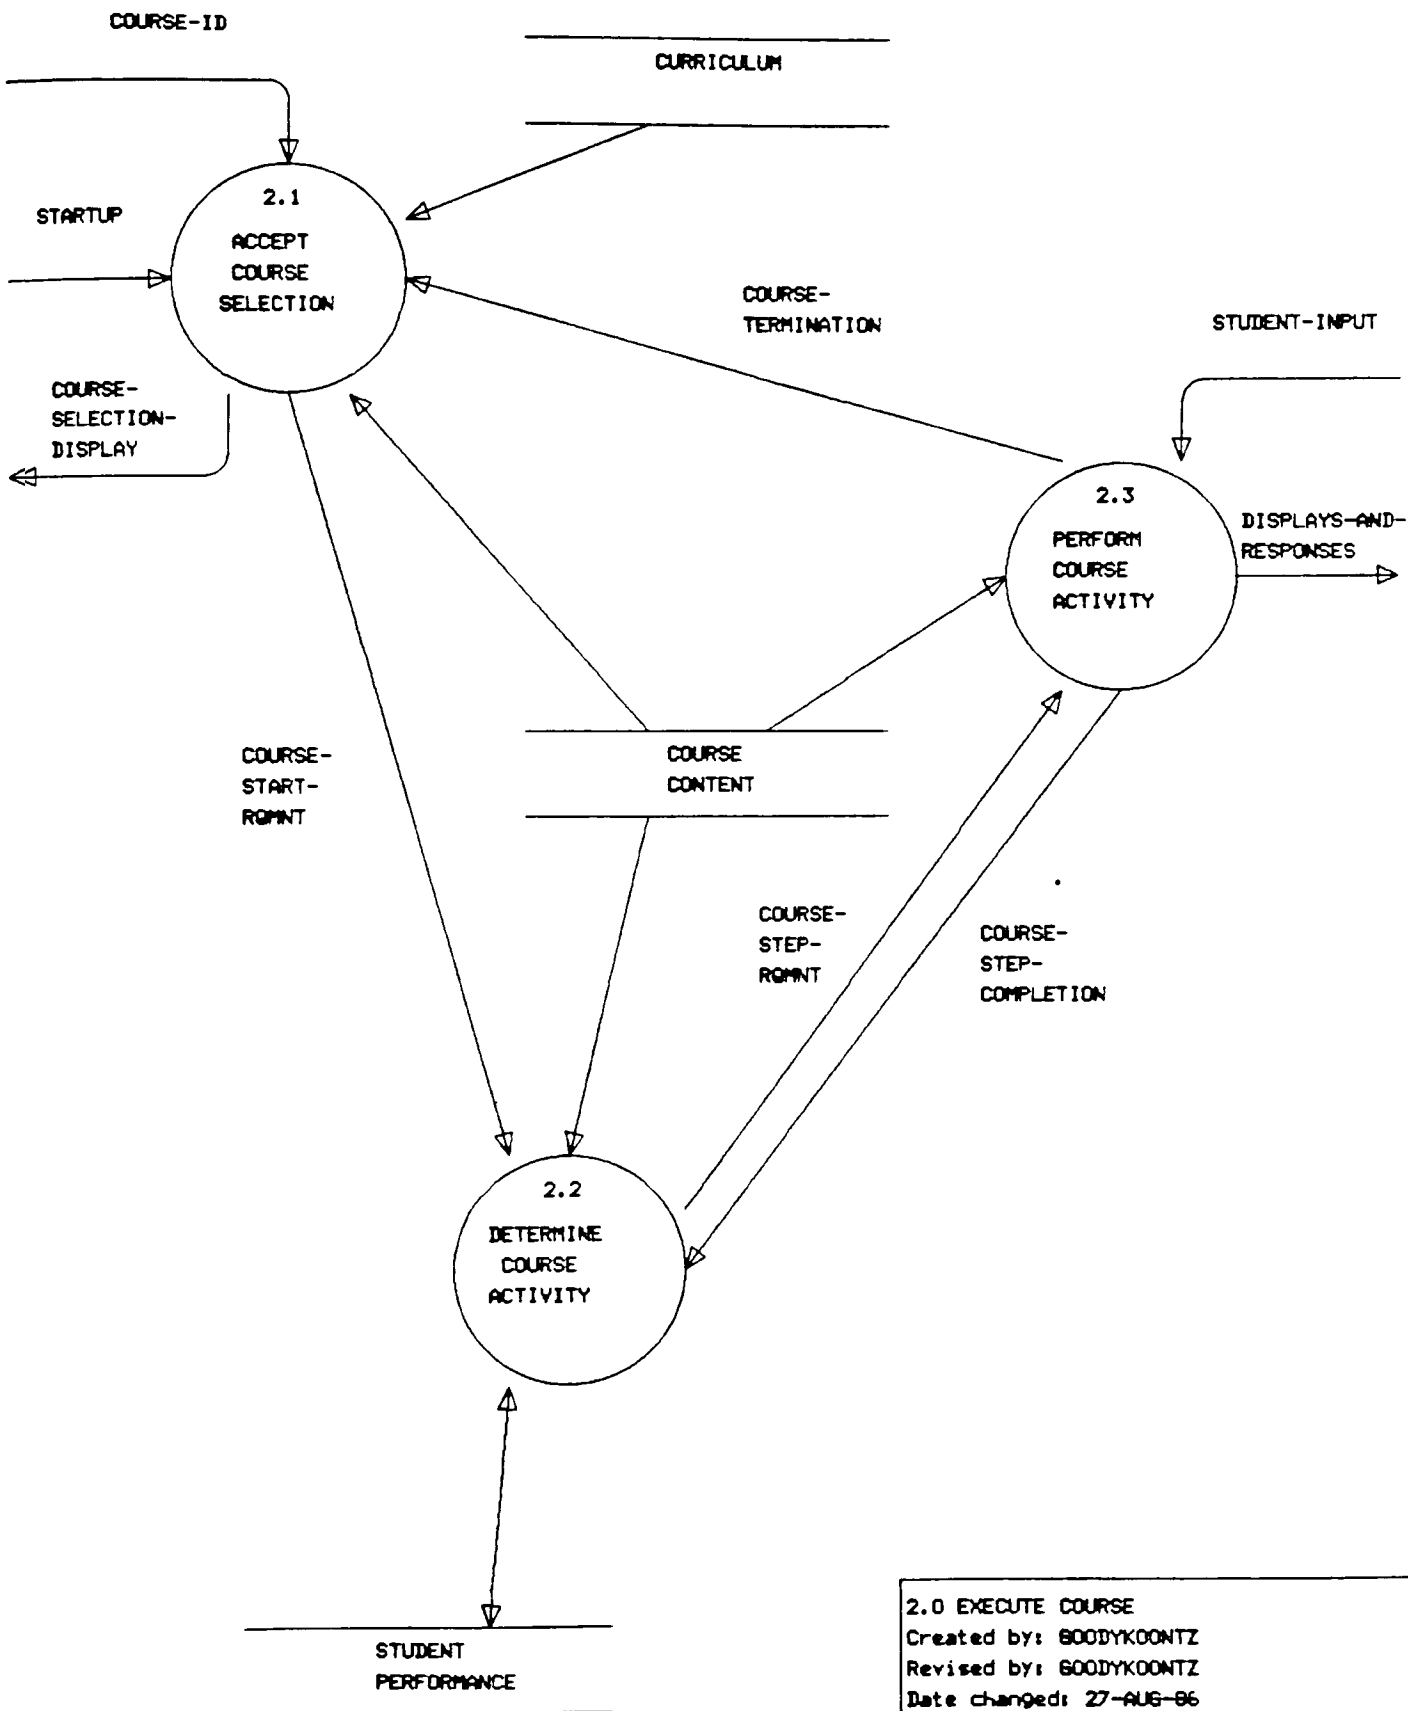 COURSE-ID
CURRICULUM
2.1
STARTUP
ACCEPT
COURSE
SELECTION
COURSE-
TERMINATION
STUDENT-INPUT
COURSE-
SELECTION-
DISPLAY
2.3
PERFORM
COURSE
ACTIVITY
DISPLAYS-AND-
RESPONSES
COURSE-
START-
RQMNT
COURSE
CONTENT
COURSE-
STEP-
RQMNT
COURSE-
STEP-
COMPLETION
2.2
DETERMINE
COURSE
ACTIVITY
STUDENT
PERFORMANCE
2.0 EXECUTE COURSE
Created by: GOODYKOONTZ
Revised by: GOODYKOONTZ
Date changed: 27-AUG-86